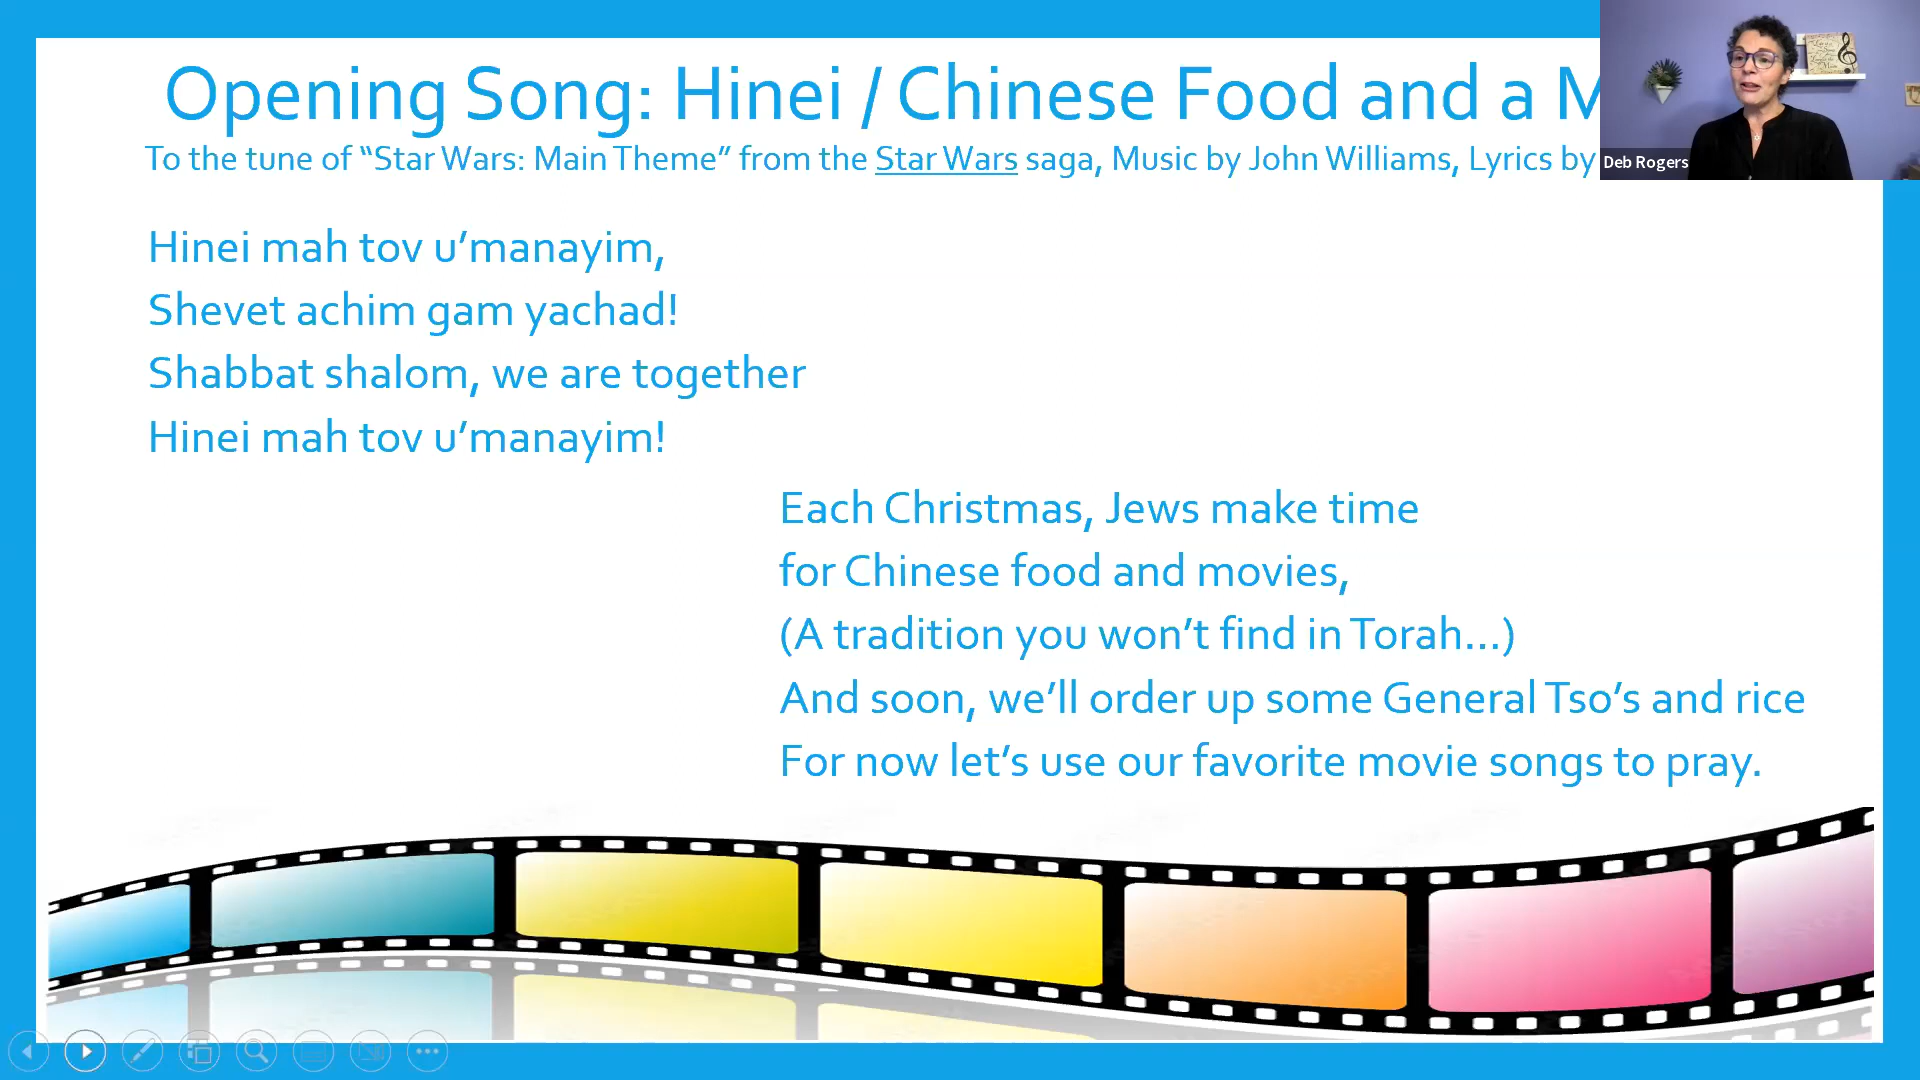 Opening Song: Hinei / Chinese Food and a
To the tune of “Star Wars: Main Theme” from the Star Wars saga, Music by John Williams, Lyrics by
Deb Rogers
Hinei mah tov u’manayim,
Shevet achim gam yachad!
Shabbat shalom, we are together
Hinei mah tov u’manayim!
Each Christmas, Jews make time
for Chinese food and movies,
(A tradition you won’t find in Torah...)
And soon, we’ll order up some General Tso’s and rice
For now let’s use our favorite movie songs to pray.